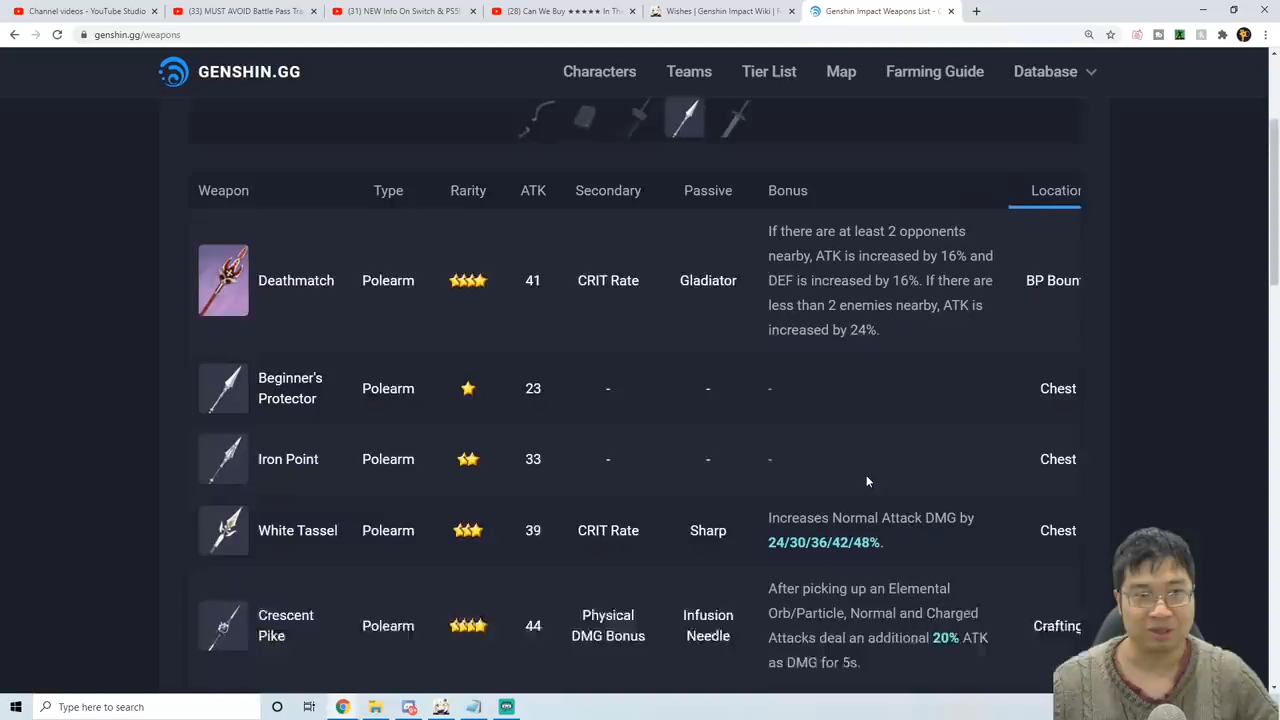 Channel videos - YouTube Studio
(33) MUST AVOID Battle Pass Tra
(31) NEW Info On Switch & PS5!
(28) Can We Buy ★★★★★ In The
Wishes | Genshin Impact Wiki | F
Genshin Impact Weapons List - G
genshin.gg/weapons
GENSHIN.GG
Characters
Teams
Tier List
Map
Farming Guide
Database
Weapon
Type
Rarity
ATK
Secondary
Passive
Bonus
Location
Deathmatch
Polearm
41
CRIT Rate
Gladiator
If there are at least 2 opponents
nearby, ATK is increased by 16% and
DEF is increased by 16%. If there are
less than 2 enemies nearby, ATK is
increased by 24%.
BP Boun
Beginner's
Protector
Polearm
23
-
-
-
Chest
Iron Point
Polearm
33
-
-
-
Chest
White Tassel
Polearm
39
CRIT Rate
Sharp
Increases Normal Attack DMG by
24/30/36/42/48%.
Chest
Crescent
Pike
Polearm
44
Physical
DMG Bonus
Infusion
Needle
After picking up an Elemental
Orb/Particle, Normal and Charged
Attacks deal an additional 20% ATK
as DMG for 5s.
Crafting
Type here to search